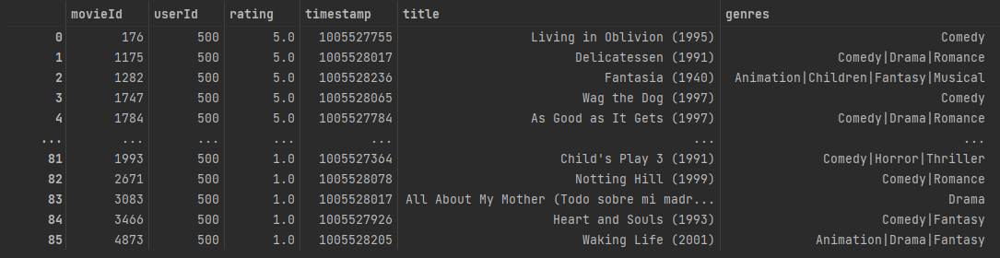 movieId userId rating timestamp title genres
0 176 500 5.0 1005527755 Living in Oblivion (1995) Comedy
1 1175 500 5.0 1005528017 Delicatessen (1991) Comedy|Drama|Romance
2 1282 500 5.0 1005528236 Fantasia (1940) Animation|Children|Fantasy|Musical
3 1747 500 5.0 1005528065 Wag the Dog (1997) Comedy
4 1784 500 5.0 1005527784 As Good as It Gets (1997) Comedy|Drama|Romance
... ... ... ... ... ... ...
81 1993 500 1.0 1005527364 Child's Play 3 (1991) Comedy|Horror|Thriller
82 2671 500 1.0 1005528078 Notting Hill (1999) Comedy|Romance
83 3083 500 1.0 1005528017 All About My Mother (Todo sobre mi madr... Drama
84 3466 500 1.0 1005527926 Heart and Souls (1993) Comedy|Fantasy
85 4873 500 1.0 1005528205 Waking Life (2001) Animation|Drama|Fantasy